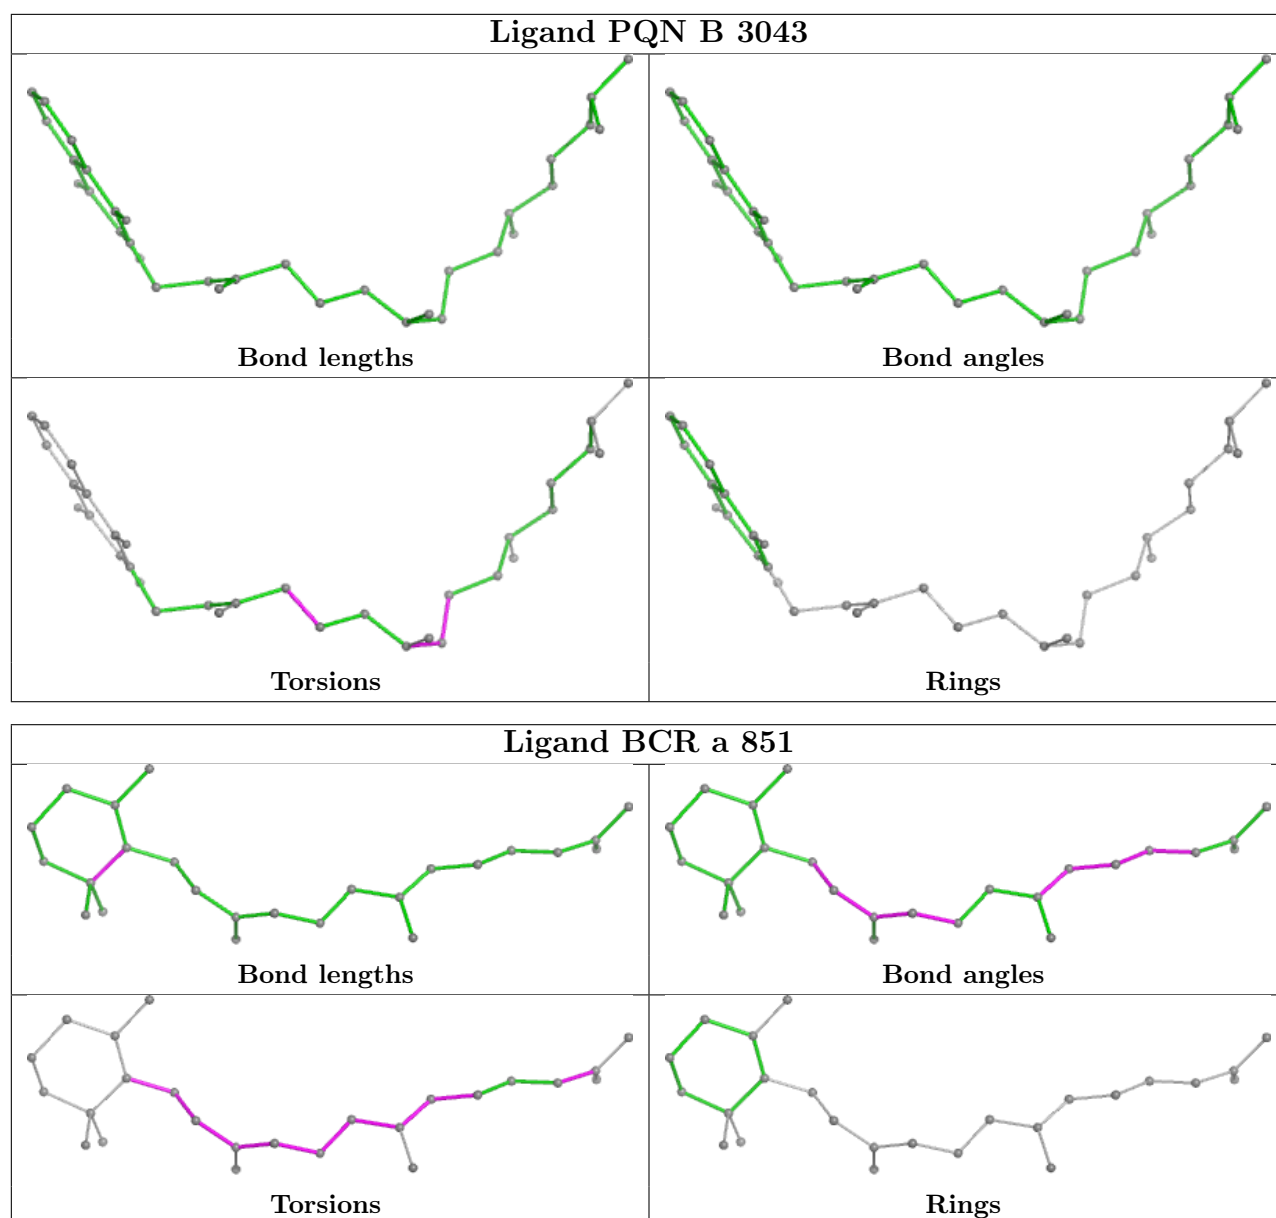 Ligand PQN B 3043
Bond lengths
Bond angles
Torsions
Rings
Ligand BCR a 851
Bond lengths
Bond angles
Torsions
Rings